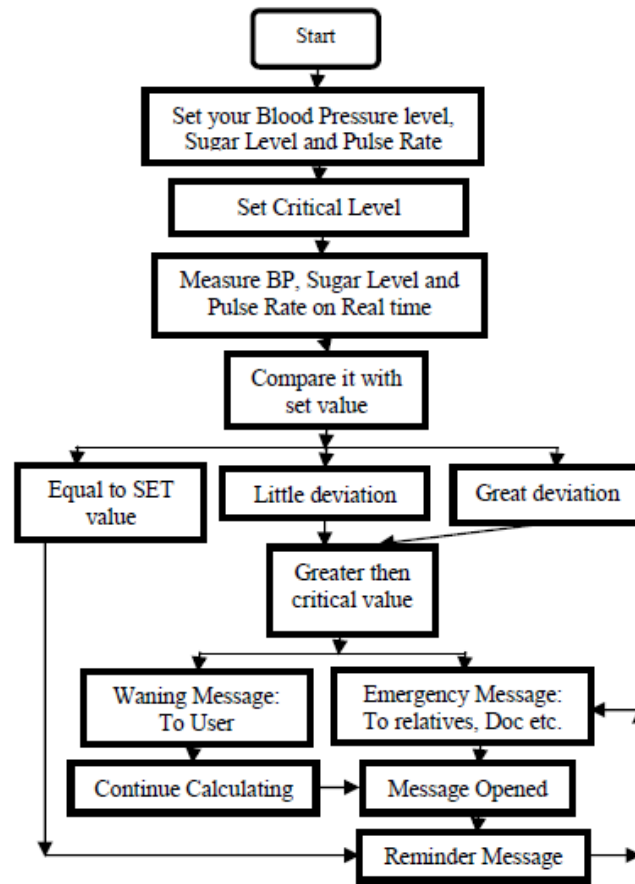 Start
Set your Blood Pressure level,
Sugar Level and Pulse Rate
Set Critical Level
Measure BP, Sugar Level and
Pulse Rate on Real time
Compare it with
set value
Equal to SET
value
Little deviation
Great deviation
Greater then
critical value
Waning Message:
To User
Emergency Message:
To relatives, Doc etc.
Continue Calculating
Message Opened
Reminder Message